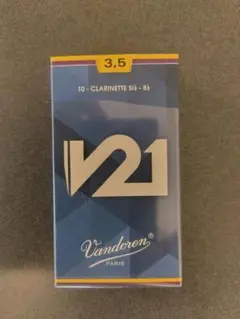 3,5
10 - CLARINETTE Sib - Bb
V21
Vandoren®
PARIS